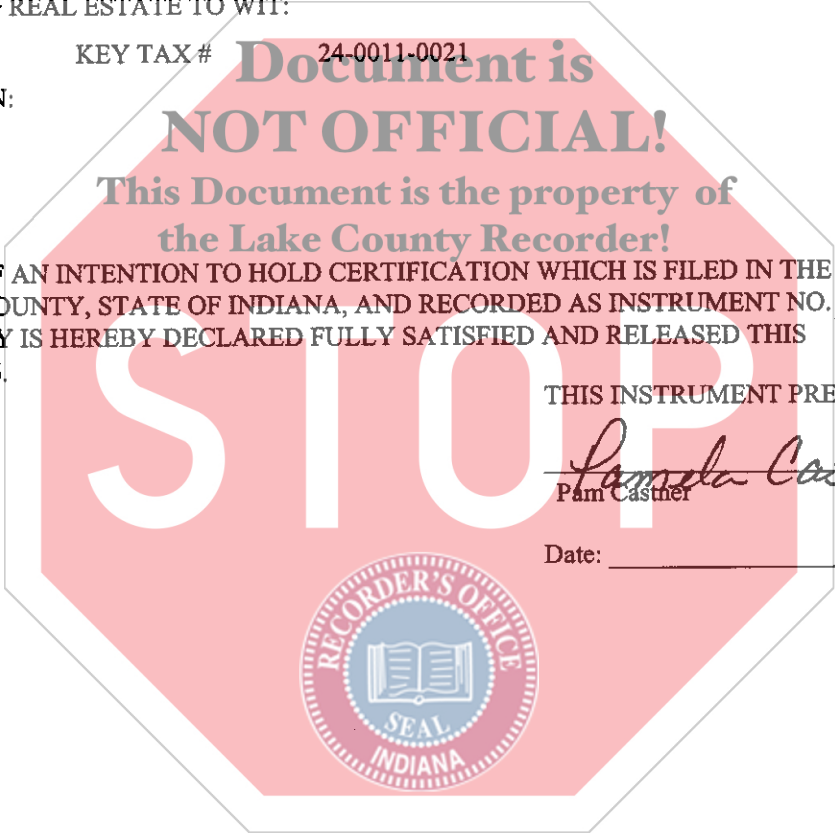 REAL ESTATE TO WIT:
KEY TAX # 24-0011-0021
N:
Document is
NOT OFFICIAL!
This Document is the property of
the Lake County Recorder!
F AN INTENTION TO HOLD CERTIFICATION WHICH IS FILED IN THE
OUNTY, STATE OF INDIANA, AND RECORDED AS INSTRUMENT NO.
Y IS HEREBY DECLARED FULLY SATISFIED AND RELEASED THIS
THIS INSTRUMENT PRE
STOP
Pamela Cas
Pam Castner
Date:
RECORDER'S OFFICE
SEAL
INDIANA